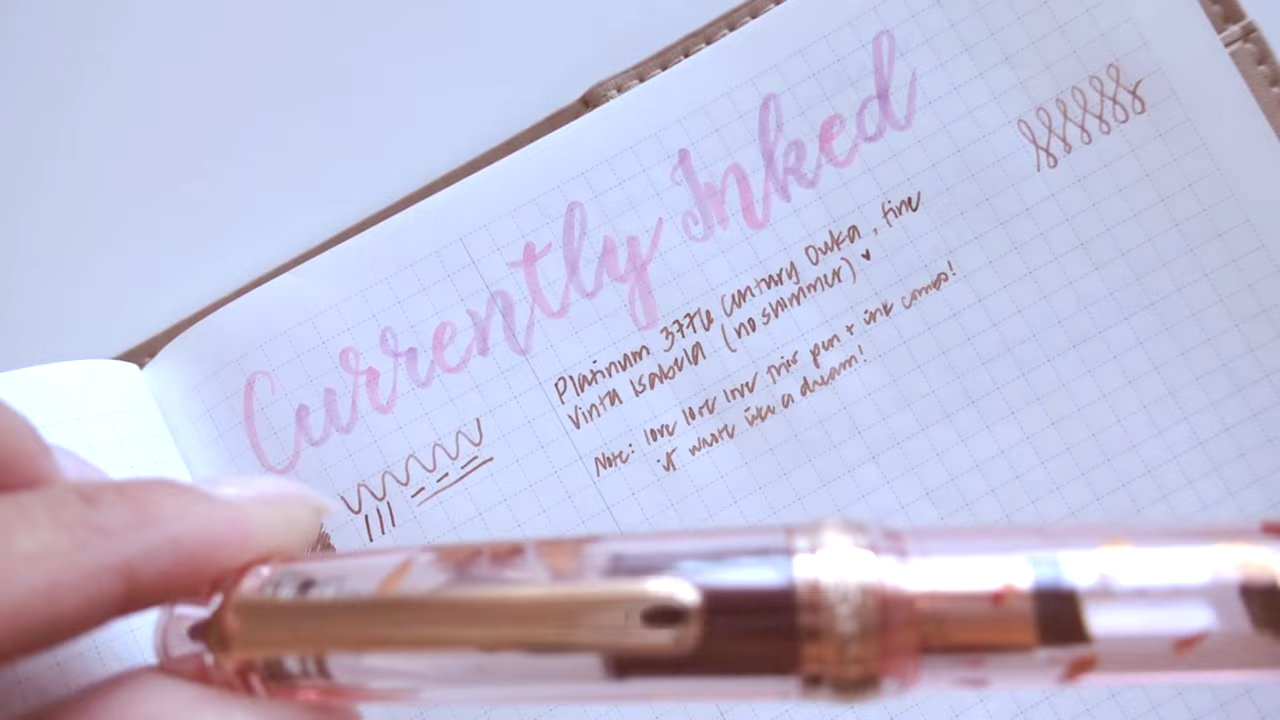 Currently Inked
Platinum 3776 Century Ouka, fine
Vinta Isabela (no shimmer) ♥
Note: love love love this pen + ink combo!
it writes like a dream!